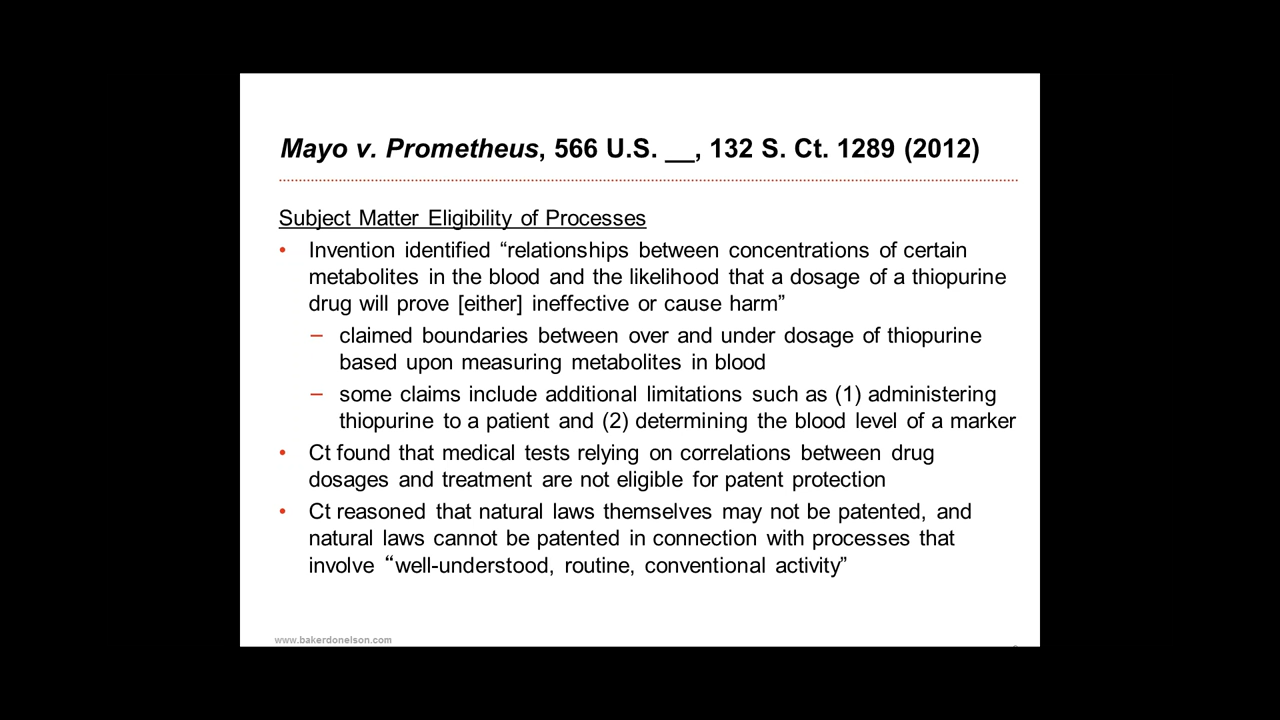 Mayo v. Prometheus, 566 U.S. __, 132 S. Ct. 1289 (2012)
Subject Matter Eligibility of Processes
• Invention identified “relationships between concentrations of certain
metabolites in the blood and the likelihood that a dosage of a thiopurine
drug will prove [either] ineffective or cause harm”
– claimed boundaries between over and under dosage of thiopurine
based upon measuring metabolites in blood
– some claims include additional limitations such as (1) administering
thiopurine to a patient and (2) determining the blood level of a marker
• Ct found that medical tests relying on correlations between drug
dosages and treatment are not eligible for patent protection
• Ct reasoned that natural laws themselves may not be patented, and
natural laws cannot be patented in connection with processes that
involve “well-understood, routine, conventional activity”
www.bakerdonelson.com